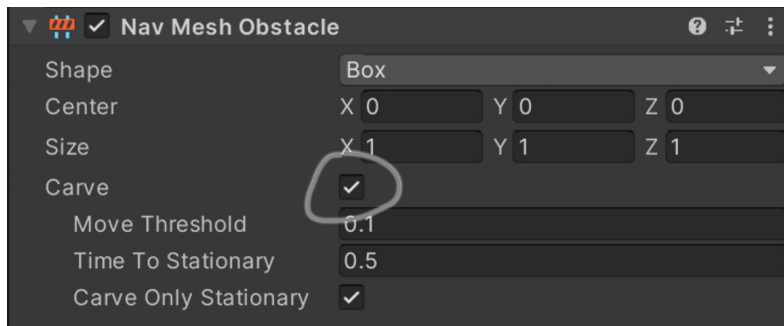 Nav Mesh Obstacle
Shape Box
Center X 0 Y 0 Z 0
Size X 1 Y 1 Z 1
Carve
Move Threshold 0.1
Time To Stationary 0.5
Carve Only Stationary